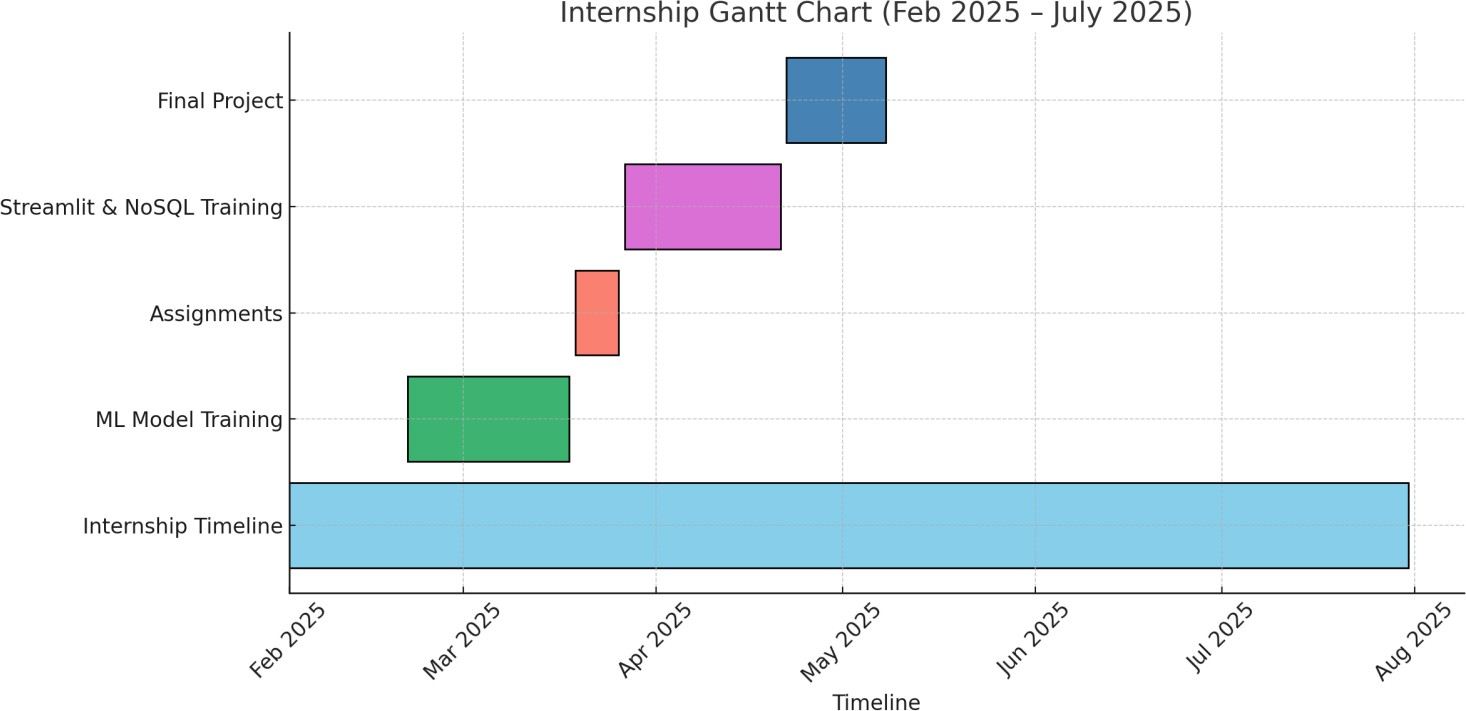 Internship Gantt Chart (Feb 2025 – July 2025)
Final Project
Streamlit & NoSQL Training
Assignments
ML Model Training
Internship Timeline
Feb 2025
Mar 2025
Apr 2025
May 2025
Jun 2025
Jul 2025
Aug 2025
Timeline